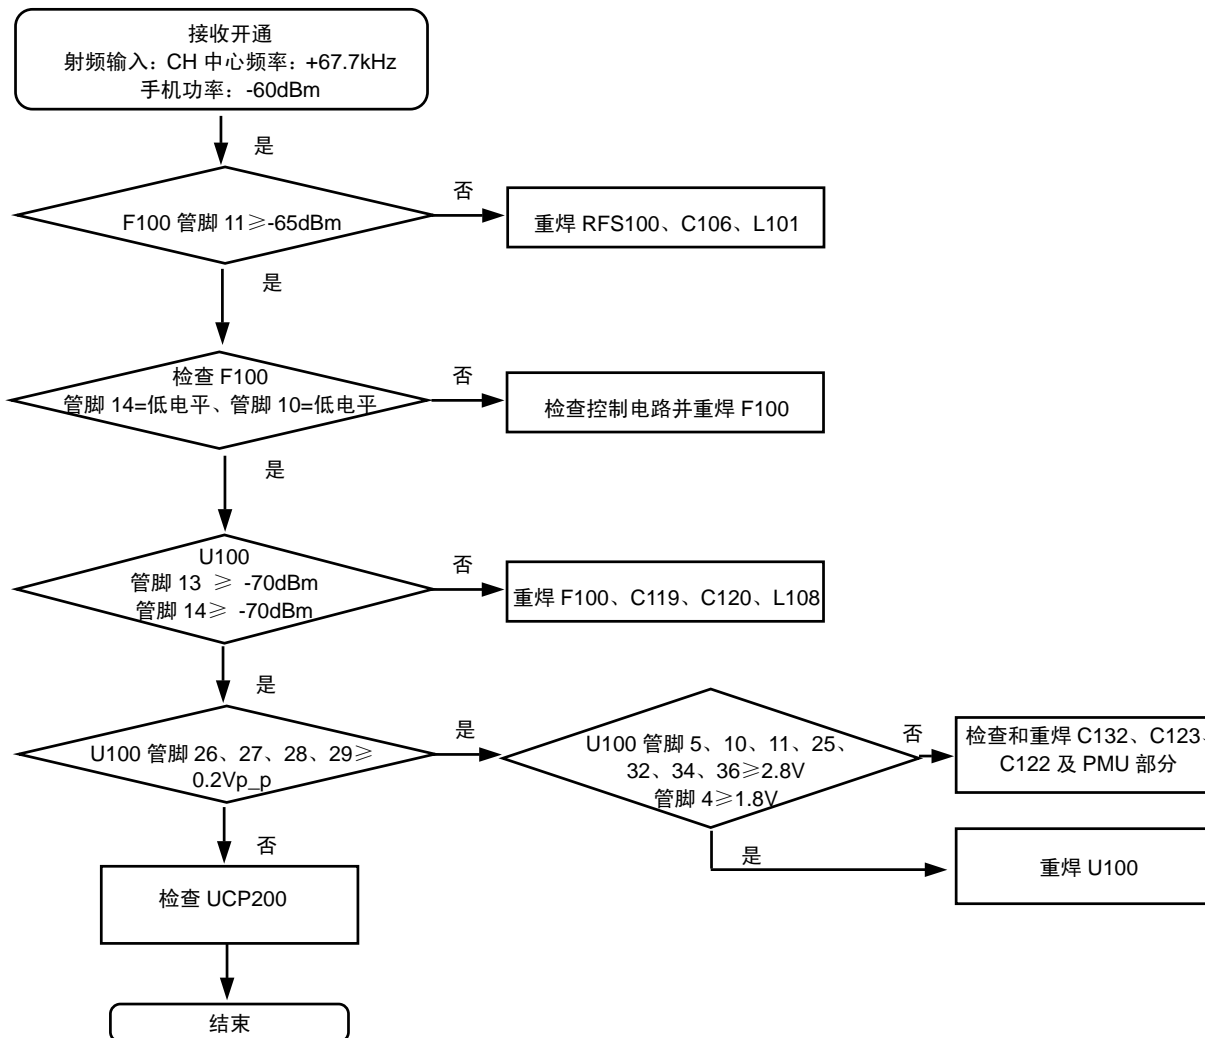 接收开通
射频输入：CH 中心频率：+67.7kHz
手机功率：-60dBm
是
F100 管脚 11≥-65dBm
否
重焊 RFS100、C106、L101
是
检查 F100
管脚 14=低电平、管脚 10=低电平
否
检查控制电路并重焊 F100
是
U100
管脚 13 ≥ -70dBm
管脚 14≥ -70dBm
否
重焊 F100、C119、C120、L108
是
U100 管脚 26、27、28、29≥
0.2Vp_p
是
U100 管脚 5、10、11、25、
32、34、36≥2.8V
管脚 4≥1.8V
否
检查和重焊 C132、C123、
C122 及 PMU 部分
是
重焊 U100
否
检查 UCP200
结束